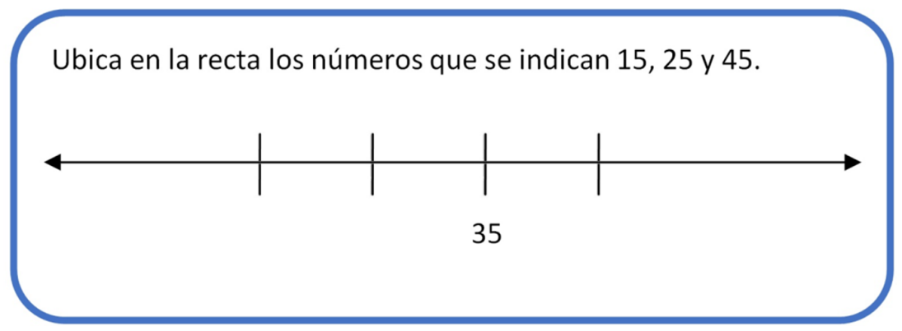 Ubica en la recta los números que se indican 15, 25 y 45.
35